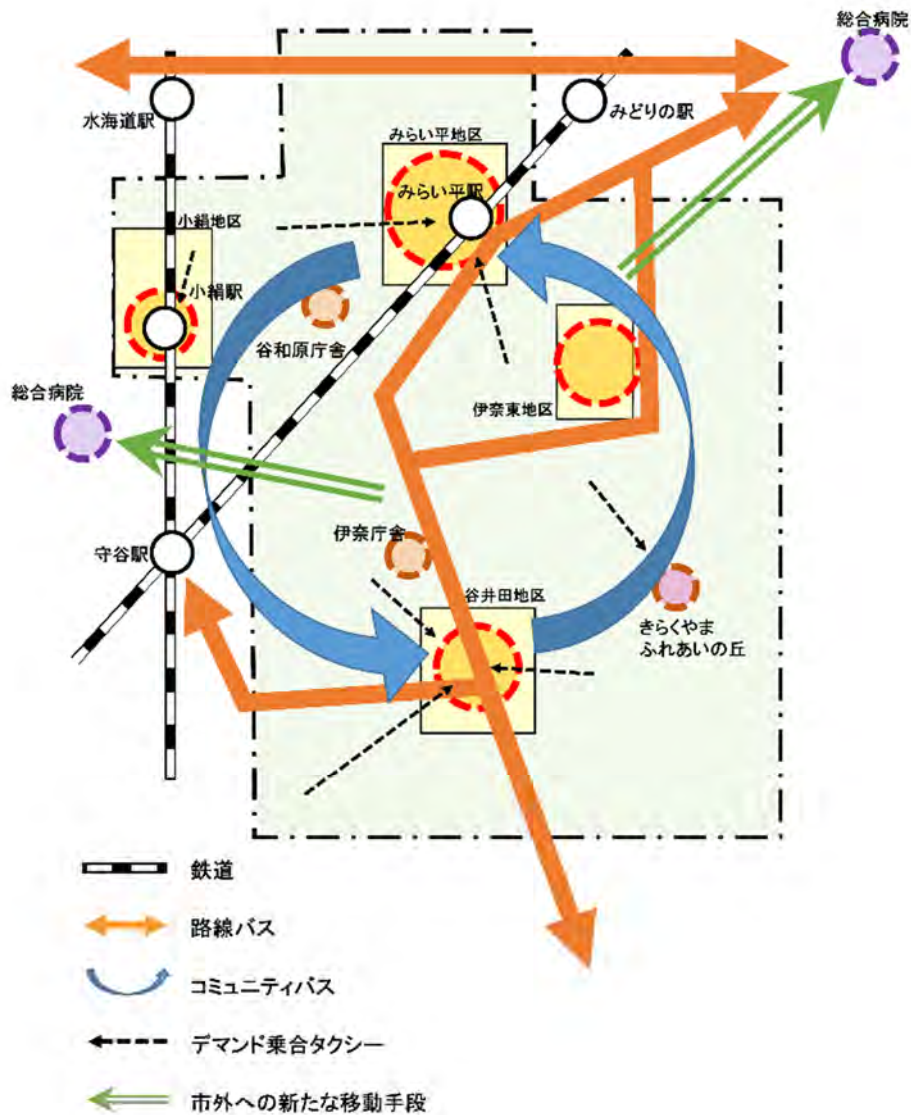 総合病院
水海道駅
みどりの駅
みらい平地区
みらい平駅
小絹地区
小絹駅
谷和原庁舎
総合病院
伊奈東地区
伊奈庁舎
守谷駅
谷井田地区
きらくやま
ふれあいの丘
鉄道
路線バス
コミュニティバス
デマンド乗合タクシー
市外への新たな移動手段